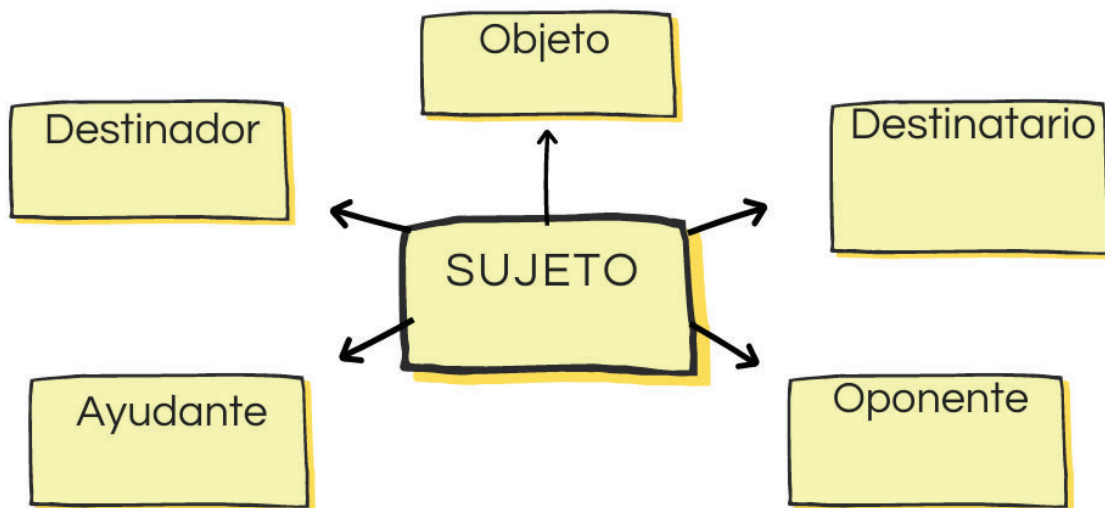 Objeto
Destinador
Destinatario
SUJETO
Ayudante
Oponente